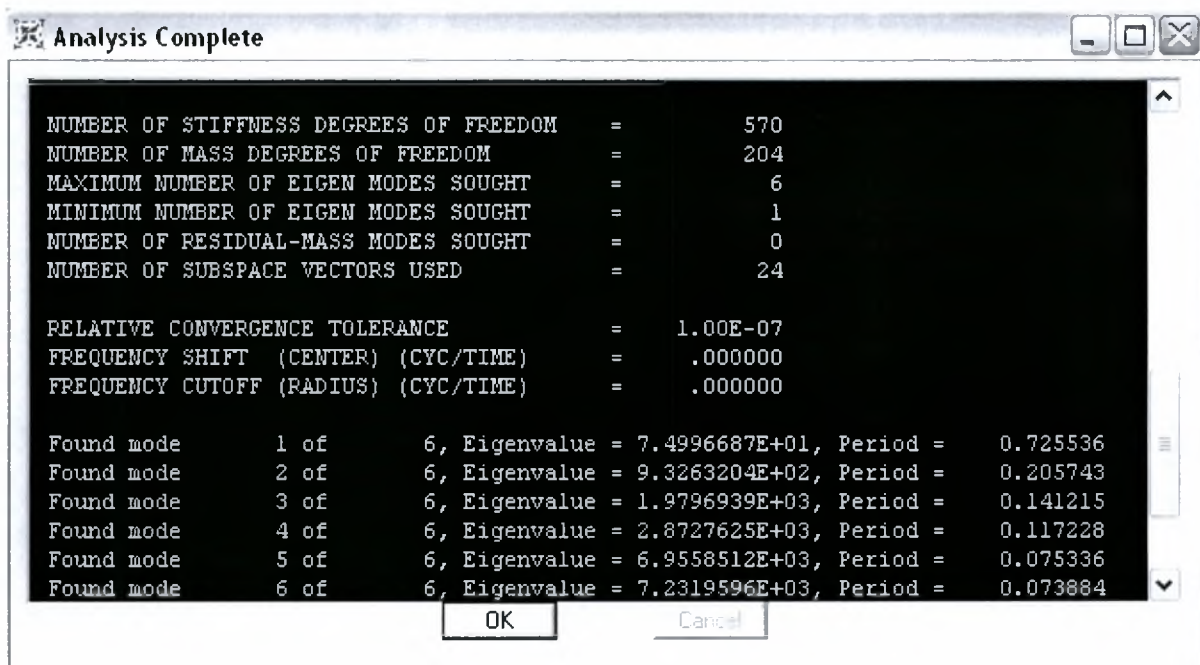 Analysis Complete
NUMBER OF STIFFNESS DEGREES OF FREEDOM = 570
NUMBER OF MASS DEGREES OF FREEDOM = 204
MAXIMUM NUMBER OF EIGEN MODES SOUGHT = 6
MINIMUM NUMBER OF EIGEN MODES SOUGHT = 1
NUMBER OF RESIDUAL-MASS MODES SOUGHT = 0
NUMBER OF SUBSPACE VECTORS USED = 24
RELATIVE CONVERGENCE TOLERANCE = 1.00E-07
FREQUENCY SHIFT (CENTER) (CYC/TIME) = .000000
FREQUENCY CUTOFF (RADIUS) (CYC/TIME) = .000000
Found mode 1 of 6, Eigenvalue = 7.4996687E+01, Period = 0.725536
Found mode 2 of 6, Eigenvalue = 9.3263204E+02, Period = 0.205743
Found mode 3 of 6, Eigenvalue = 1.9796939E+03, Period = 0.141215
Found mode 4 of 6, Eigenvalue = 2.8727625E+03, Period = 0.117228
Found mode 5 of 6, Eigenvalue = 6.9558512E+03, Period = 0.075336
Found mode 6 of 6, Eigenvalue = 7.2319596E+03, Period = 0.073884
OK Cancel